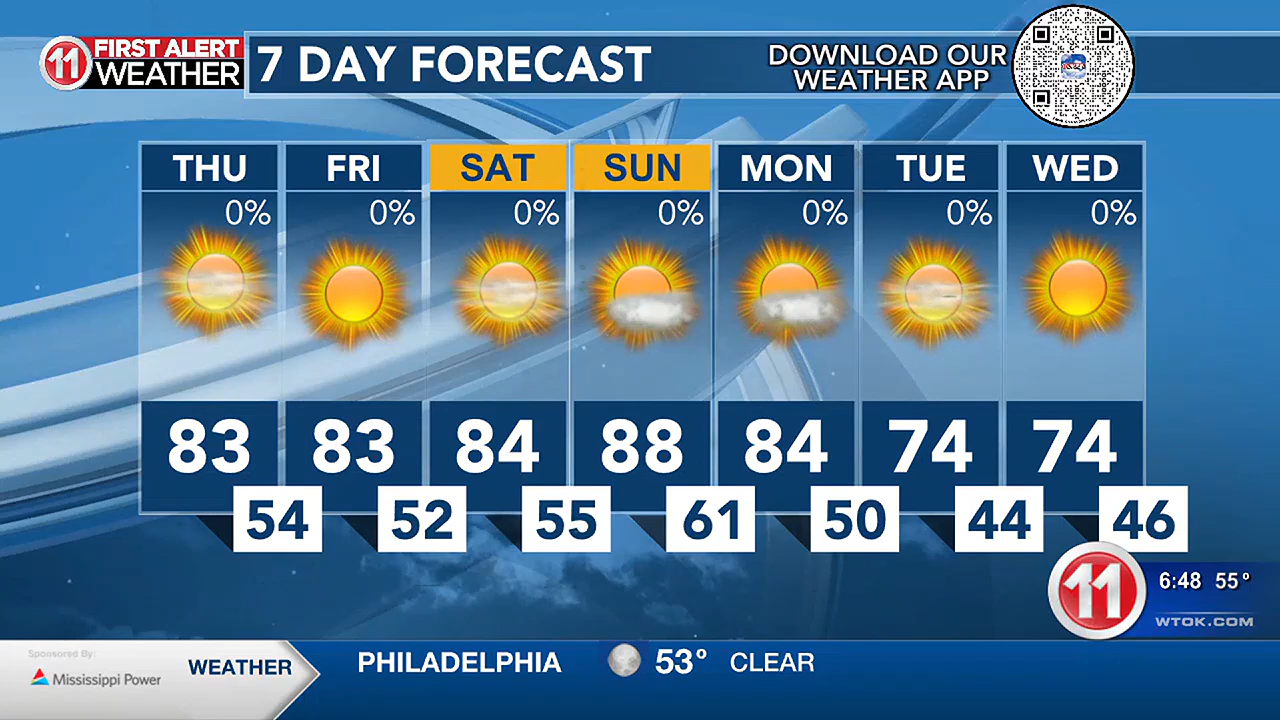 11 FIRST ALERT
WEATHER
7 DAY FORECAST
DOWNLOAD OUR
WEATHER APP
THU FRI SAT SUN MON TUE WED
0% 0% 0% 0% 0% 0% 0%
83 83 84 88 84 74 74
54 52 55 61 50 44 46
11 6:48 55°
WTOK.COM
Sponsored By:
Mississippi Power
WEATHER
PHILADELPHIA 53° CLEAR